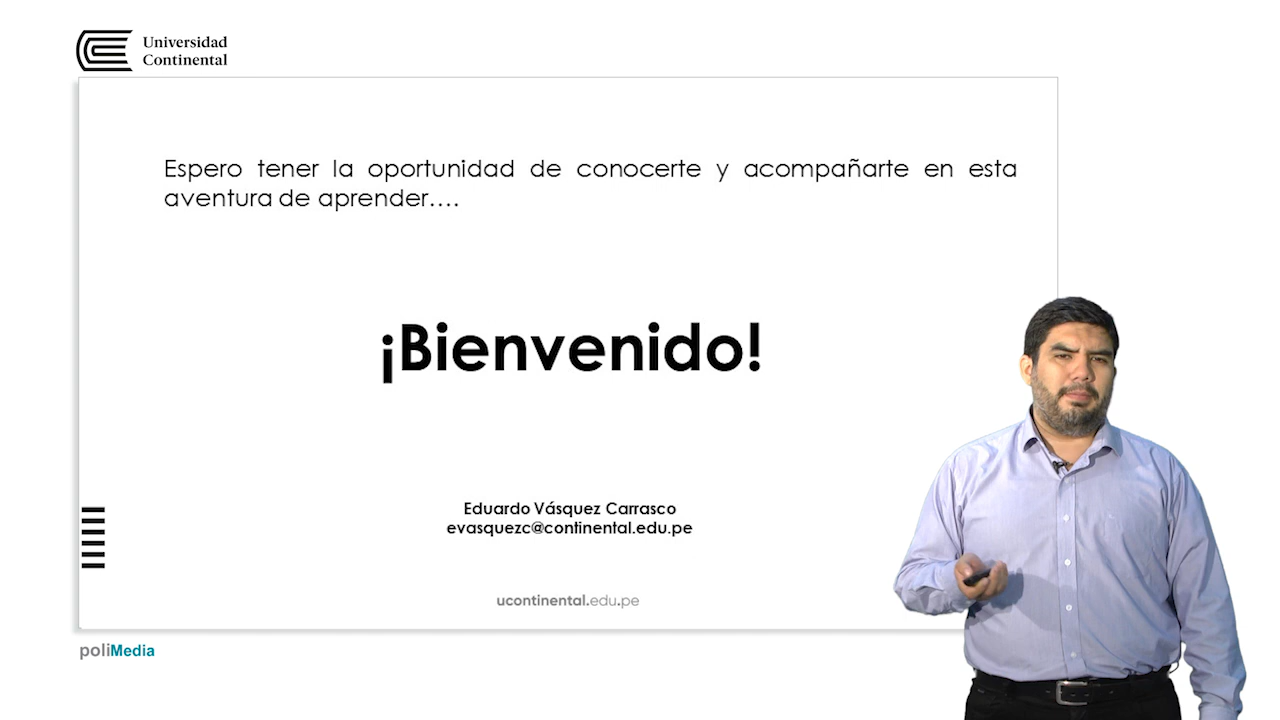 Universidad
Continental
Espero tener la oportunidad de conocerte y acompañarte en esta
aventura de aprender....
¡Bienvenido!
Eduardo Vásquez Carrasco
evasquezc@continental.edu.pe
ucontinental.edu.pe
poliMedia